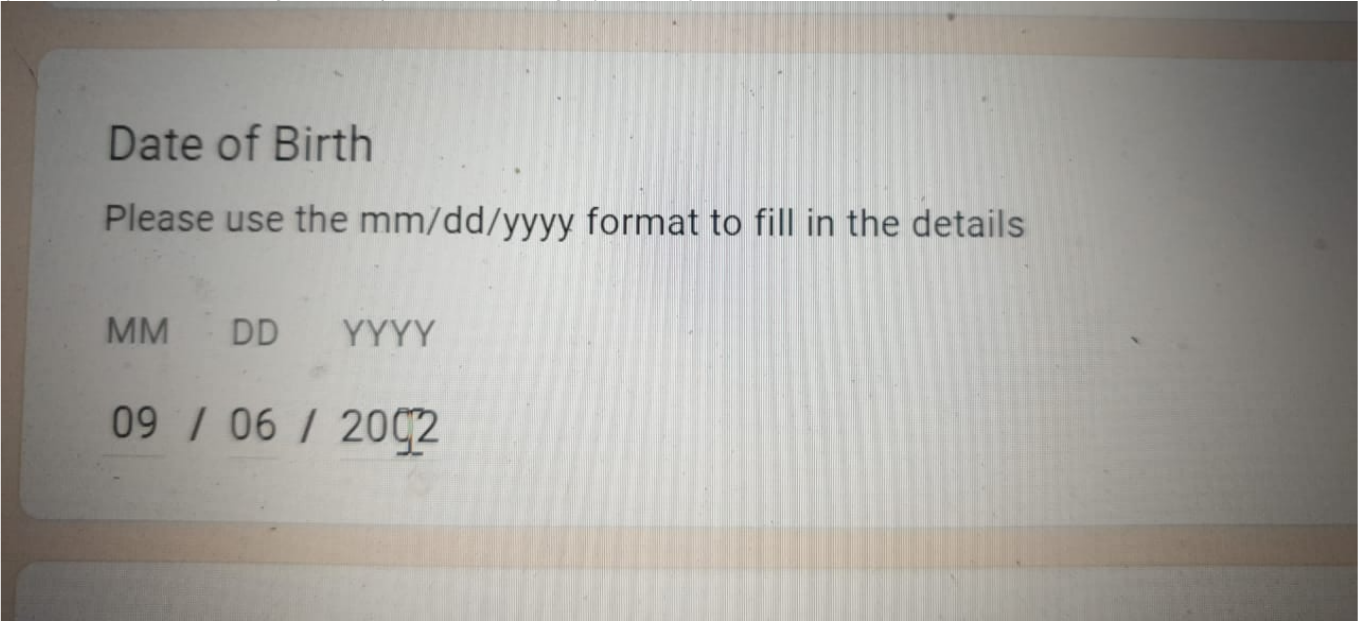 Date of Birth
Please use the mm/dd/yyyy format to fill in the details
MM DD YYYY
09 / 06 / 2002